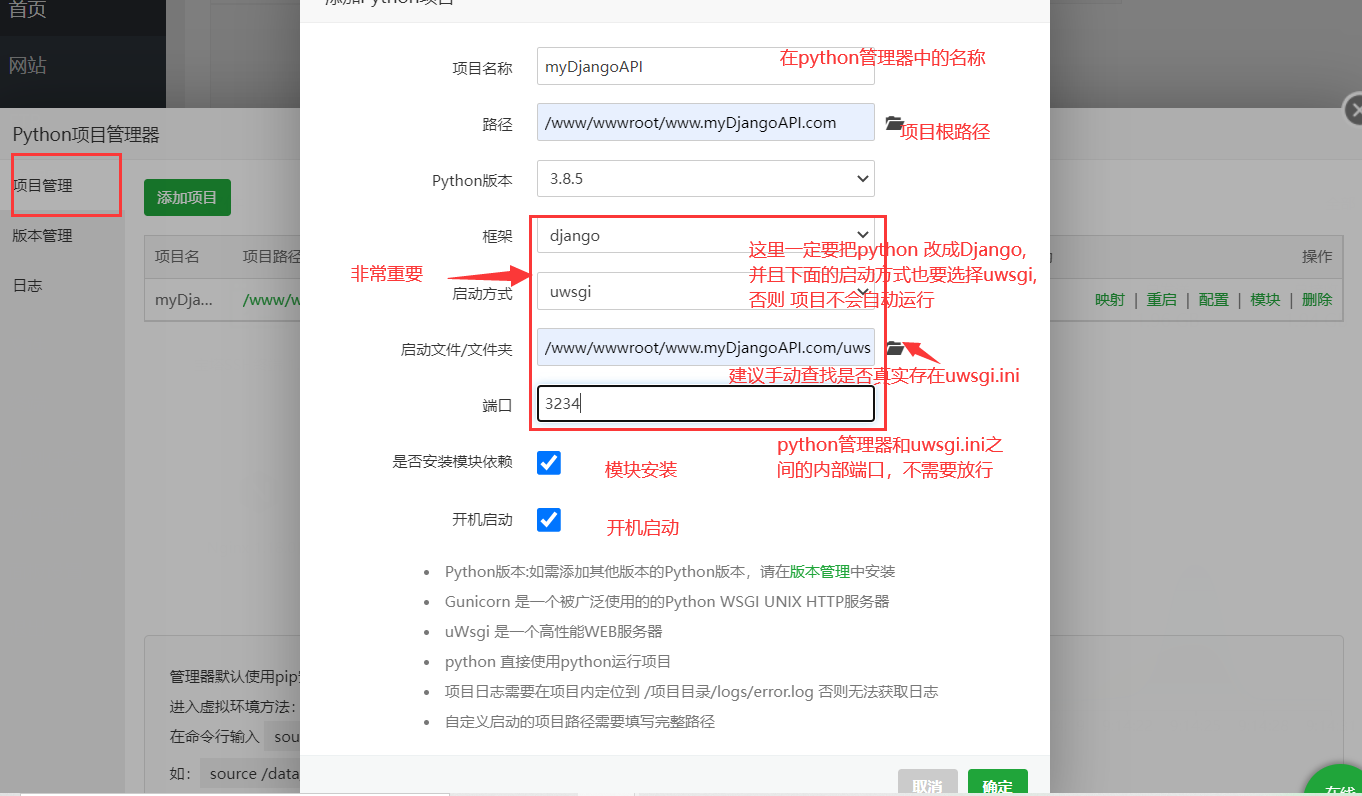 首页
网站
Python项目管理器
项目管理
版本管理
日志
添加项目
项目名
项目路径
操作
myDja...
/www/w
映射 | 重启 | 配置 | 模块 | 删除
添加Python项目
项目名称
myDjangoAPI
在python管理器中的名称
路径
/www/wwwroot/www.myDjangoAPI.com
项目根路径
Python版本
3.8.5
框架
django
这里一定要把python 改成Django,
并且下面的启动方式也要选择uwsgi,
否则 项目不会自动运行
非常重要
启动方式
uwsgi
启动文件/文件夹
/www/wwwroot/www.myDjangoAPI.com/uws
建议手动查找是否真实存在uwsgi.ini
端口
3234
python管理器和uwsgi.ini之
间的内部端口，不需要放行
是否安装模块依赖
模块安装
开机启动
开机启动
Python版本:如需添加其他版本的Python版本，请在版本管理中安装
Gunicorn 是一个被广泛使用的的Python WSGI UNIX HTTP服务器
uWsgi 是一个高性能WEB服务器
python 直接使用python运行项目
项目日志需要在项目内定位到 /项目目录/logs/error.log 否则无法获取日志
自定义启动的项目路径需要填写完整路径
管理器默认使用pip
进入虚拟环境方法：
在命令行输入 sou
如： source /data
取消
确定
在线